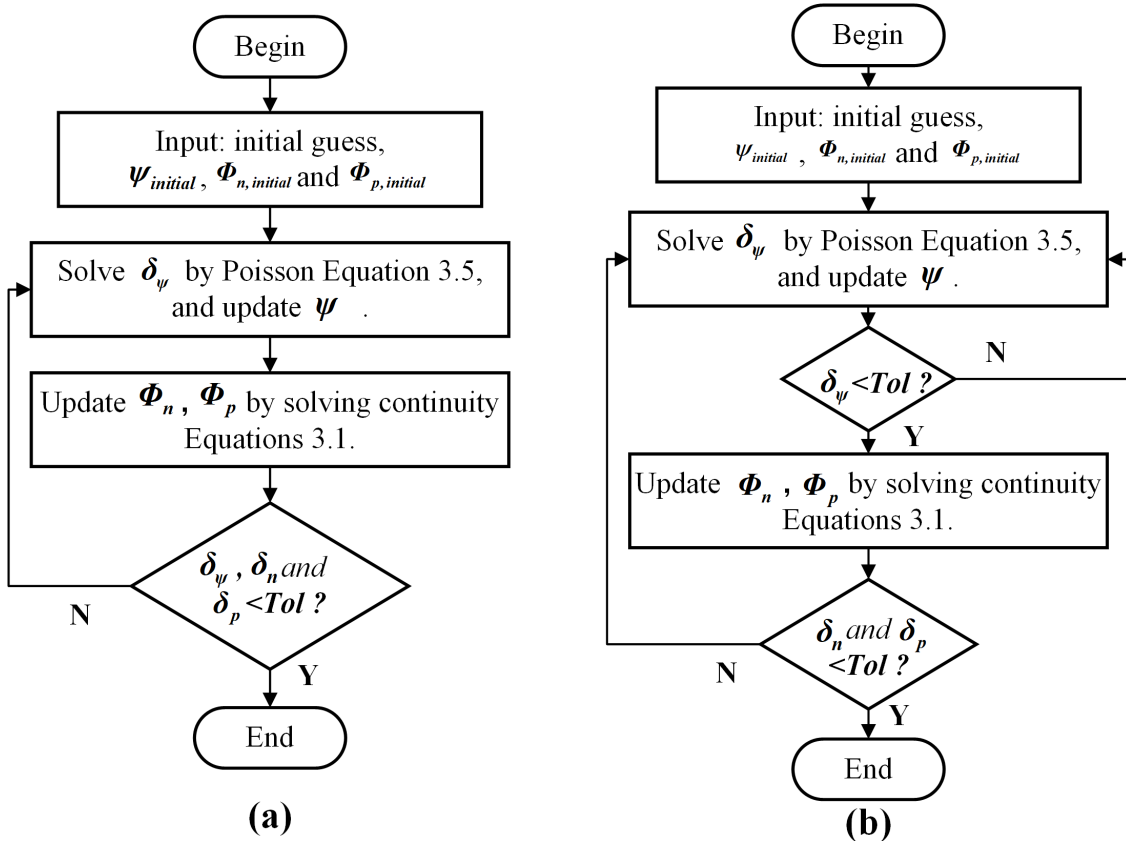 Begin
Input: initial guess,
ψinitial , Φn, initial and Φp, initial
Solve δψ by Poisson Equation 3.5,
and update ψ .
Update Φn , Φp by solving continuity
Equations 3.1.
δψ , δn and
δp <Tol ?
N
Y
End
(a)
Begin
Input: initial guess,
ψinitial , Φn, initial and Φp, initial
Solve δψ by Poisson Equation 3.5,
and update ψ .
N
δψ <Tol ?
Y
Update Φn , Φp by solving continuity
Equations 3.1.
δn and δp
<Tol ?
N
Y
End
(b)